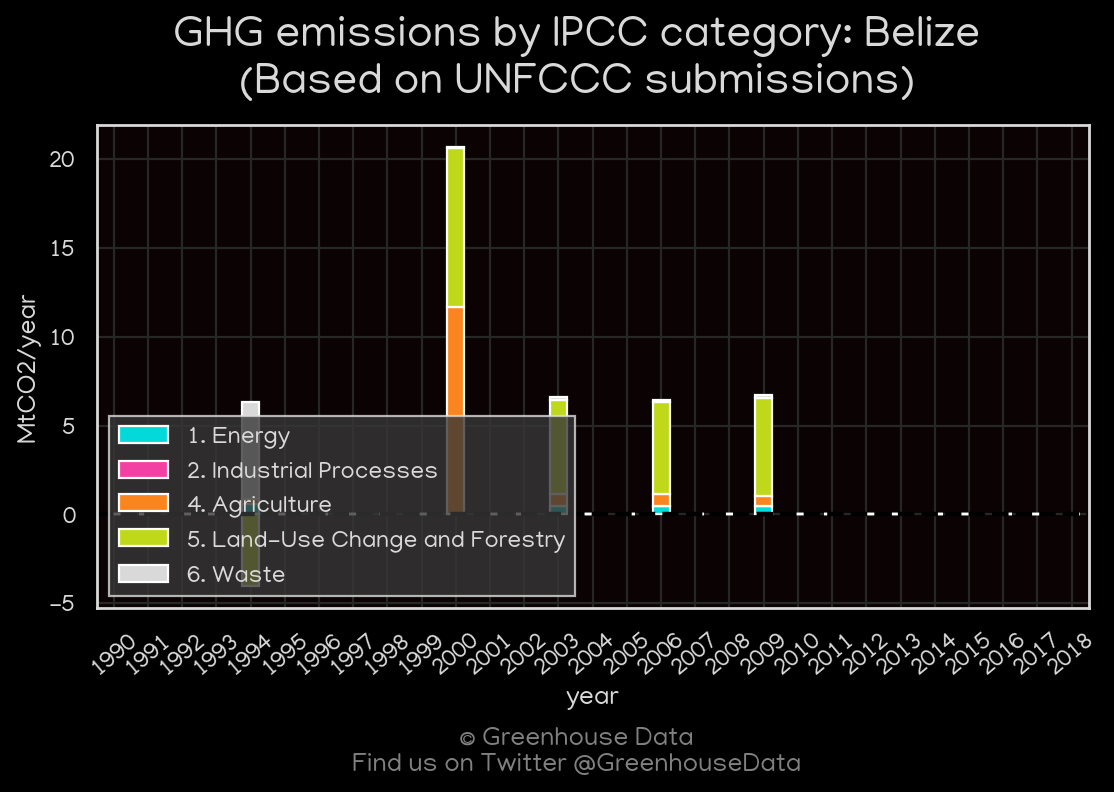 GHG emissions by IPCC category: Belize
(Based on UNFCCC submissions)
MtCO2/year
20
15
10
5
0
-5
1. Energy
2. Industrial Processes
4. Agriculture
5. Land-Use Change and Forestry
6. Waste
1990 1991 1992 1993 1994 1995 1996 1997 1998 1999 2000 2001 2002 2003 2004 2005 2006 2007 2008 2009 2010 2011 2012 2013 2014 2015 2016 2017 2018
year
© Greenhouse Data
Find us on Twitter @GreenhouseData